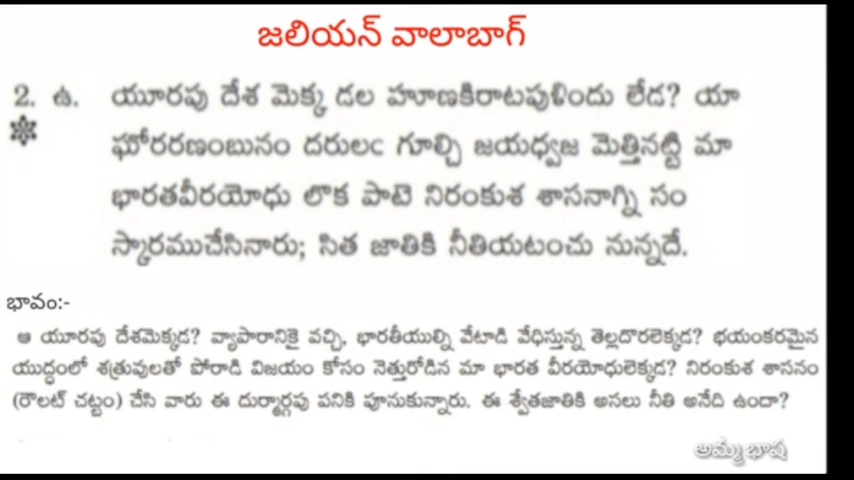 జలియన్ వాలాబాగ్
2. ఉ. యూరపు దేశ మెక్క డల హూణకిరాటపుళిందు లేడ? యా
ఘోరరణంబునం దరులఁ గూల్చి జయధ్వజ మెత్తినట్టి మా
భారతవీరయోధు లొక పాటె నిరంకుశ శాసనాగ్ని సం
స్కారముచేసినారు; సిత జాతికి నీతియటంచు నున్నదే.
భావం:-
ఆ యూరపు దేశమెక్కడ? వ్యాపారానికై వచ్చి, భారతీయుల్ని వేటాడి వేధిస్తున్న తెల్లదొరలెక్కడ? భయంకరమైన
యుద్ధంలో శత్రువులతో పోరాడి విజయం కోసం నెత్తురోడిన మా భారత వీరయోధులెక్కడ? నిరంకుశ శాసనం
(రౌలట్ చట్టం) చేసి వారు ఈ దుర్మార్గపు పనికి పూనుకున్నారు. ఈ శ్వేతజాతికి అసలు నీతి అనేది ఉందా?
అమ్మ భాష